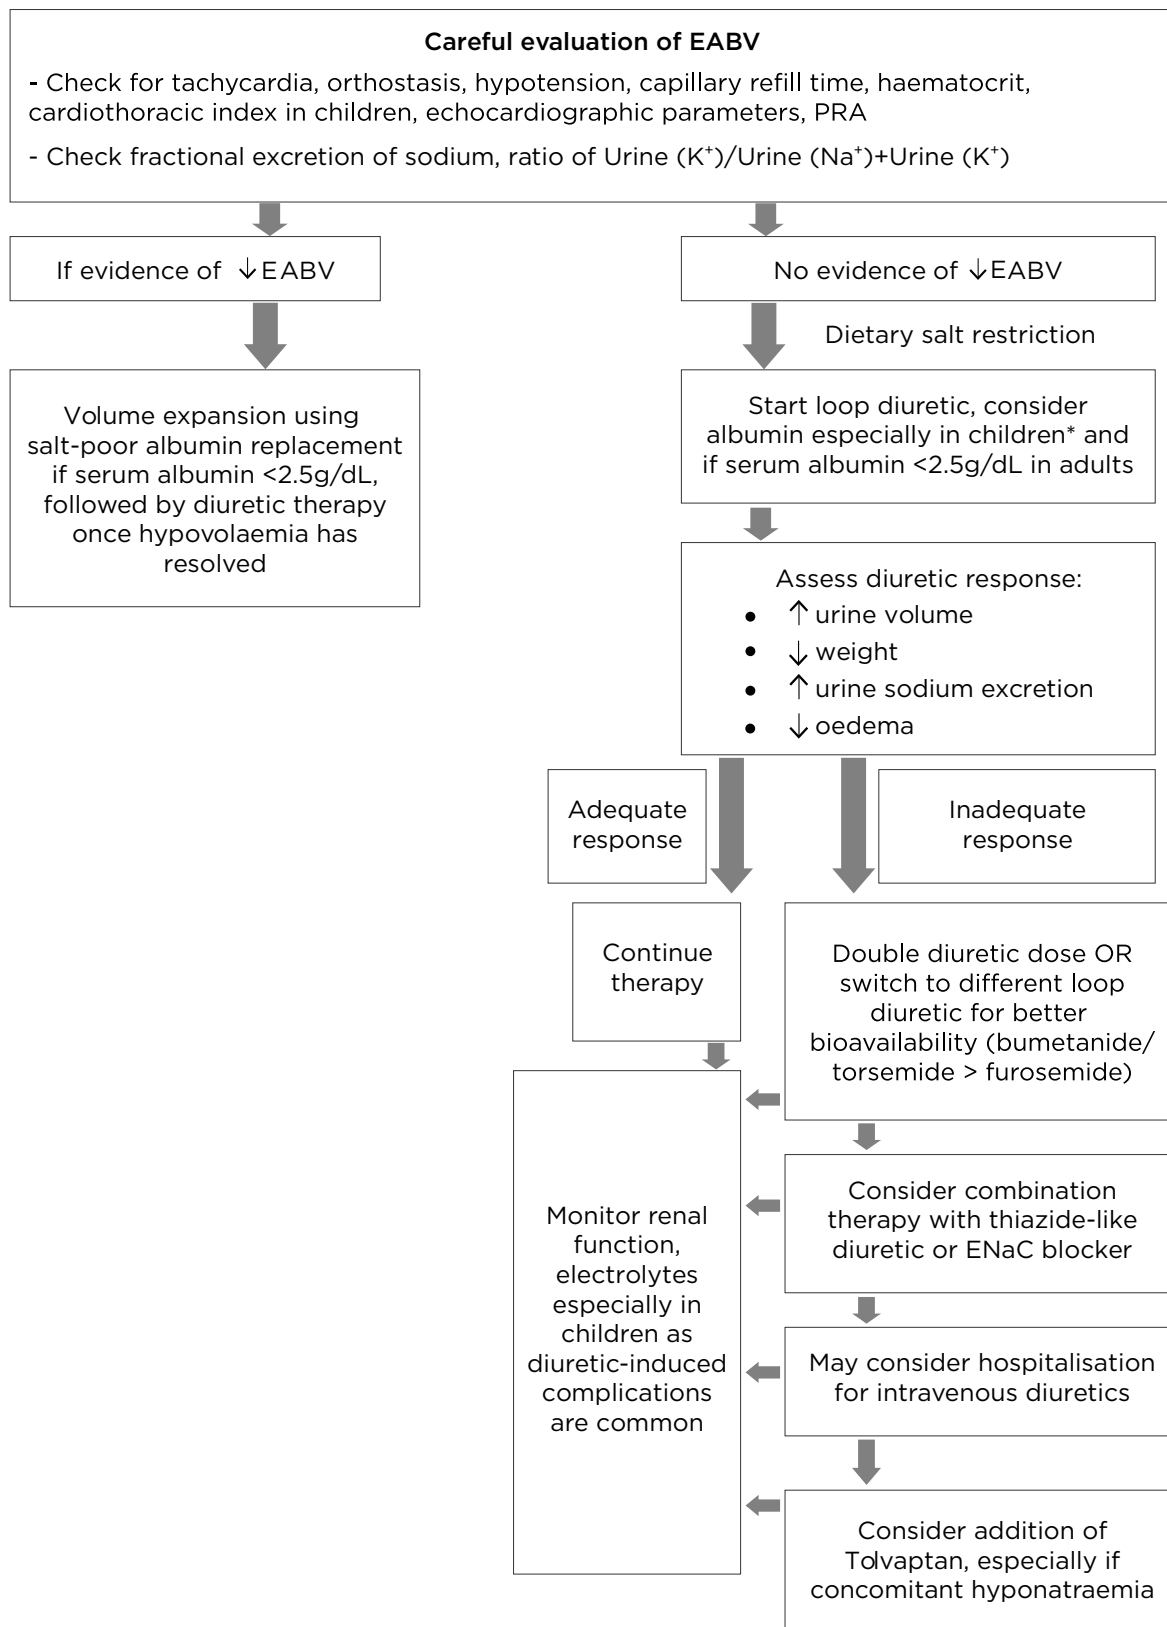 Careful evaluation of EABV
- Check for tachycardia, orthostasis, hypotension, capillary refill time, haematocrit,
cardiothoracic index in children, echocardiographic parameters, PRA
- Check fractional excretion of sodium, ratio of Urine (K⁺)/Urine (Na⁺)+Urine (K⁺)
If evidence of ↓EABV
No evidence of ↓EABV
Dietary salt restriction
Volume expansion using
salt-poor albumin replacement
if serum albumin <2.5g/dL,
followed by diuretic therapy
once hypovolaemia has
resolved
Start loop diuretic, consider
albumin especially in children* and
if serum albumin <2.5g/dL in adults
Assess diuretic response:
• ↑ urine volume
• ↓ weight
• ↑ urine sodium excretion
• ↓ oedema
Adequate
response
Inadequate
response
Continue
therapy
Double diuretic dose OR
switch to different loop
diuretic for better
bioavailability (bumetanide/
torsemide > furosemide)
Monitor renal
function,
electrolytes
especially in
children as
diuretic-induced
complications
are common
Consider combination
therapy with thiazide-like
diuretic or ENaC blocker
May consider hospitalisation
for intravenous diuretics
Consider addition of
Tolvaptan, especially if
concomitant hyponatraemia